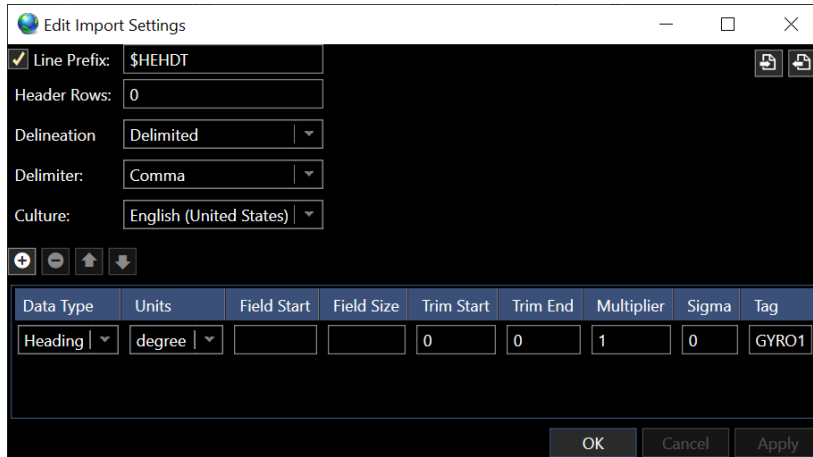 Edit Import Settings
Line Prefix: $HEHDT
Header Rows: 0
Delineation Delimited
Delimiter: Comma
Culture: English (United States)
Data Type Units Field Start Field Size Trim Start Trim End Multiplier Sigma Tag
Heading degree 0 0 1 0 GYRO1
OK Cancel Apply